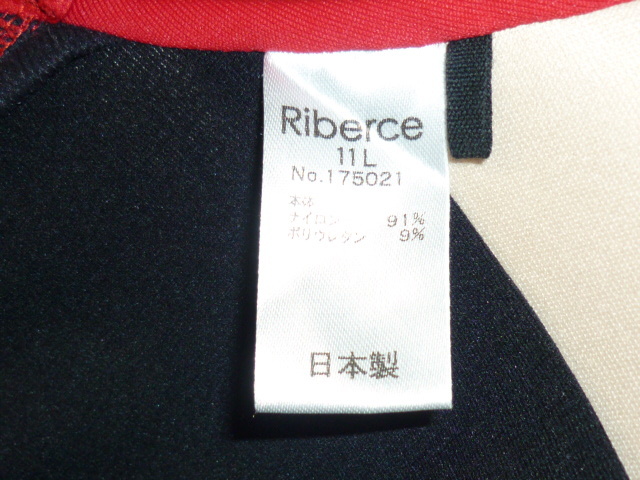 Riberce
11L
No.175021
本体
ナイロン 91%
ポリウレタン 9%
日本製